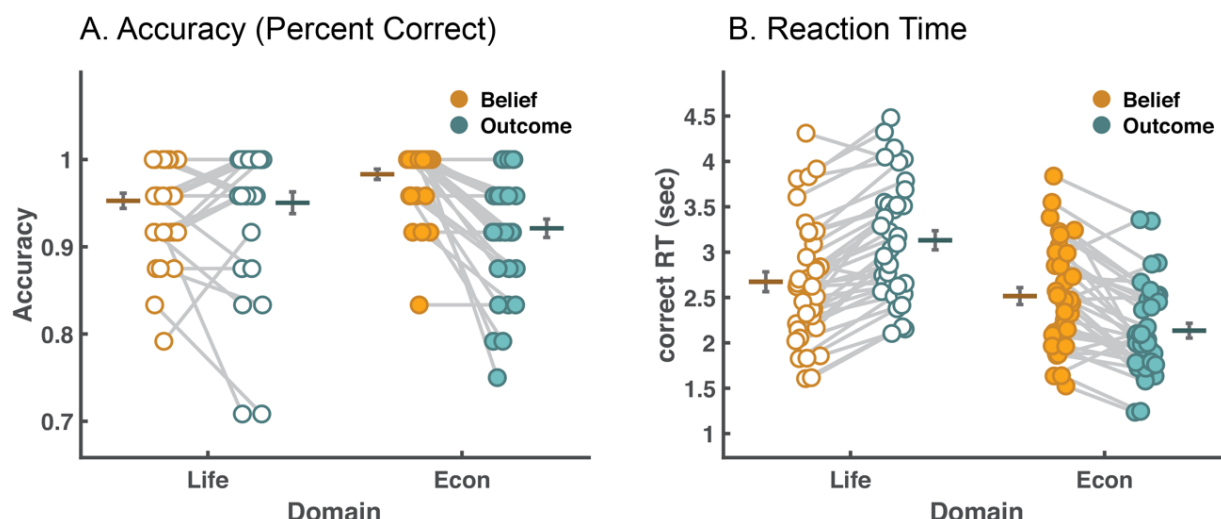 A. Accuracy (Percent Correct)
Belief
Outcome
1
0.9
0.8
0.7
Accuracy
Life
Econ
Domain
B. Reaction Time
Belief
Outcome
4.5
4
3.5
3
2.5
2
1.5
1
correct RT (sec)
Life
Econ
Domain